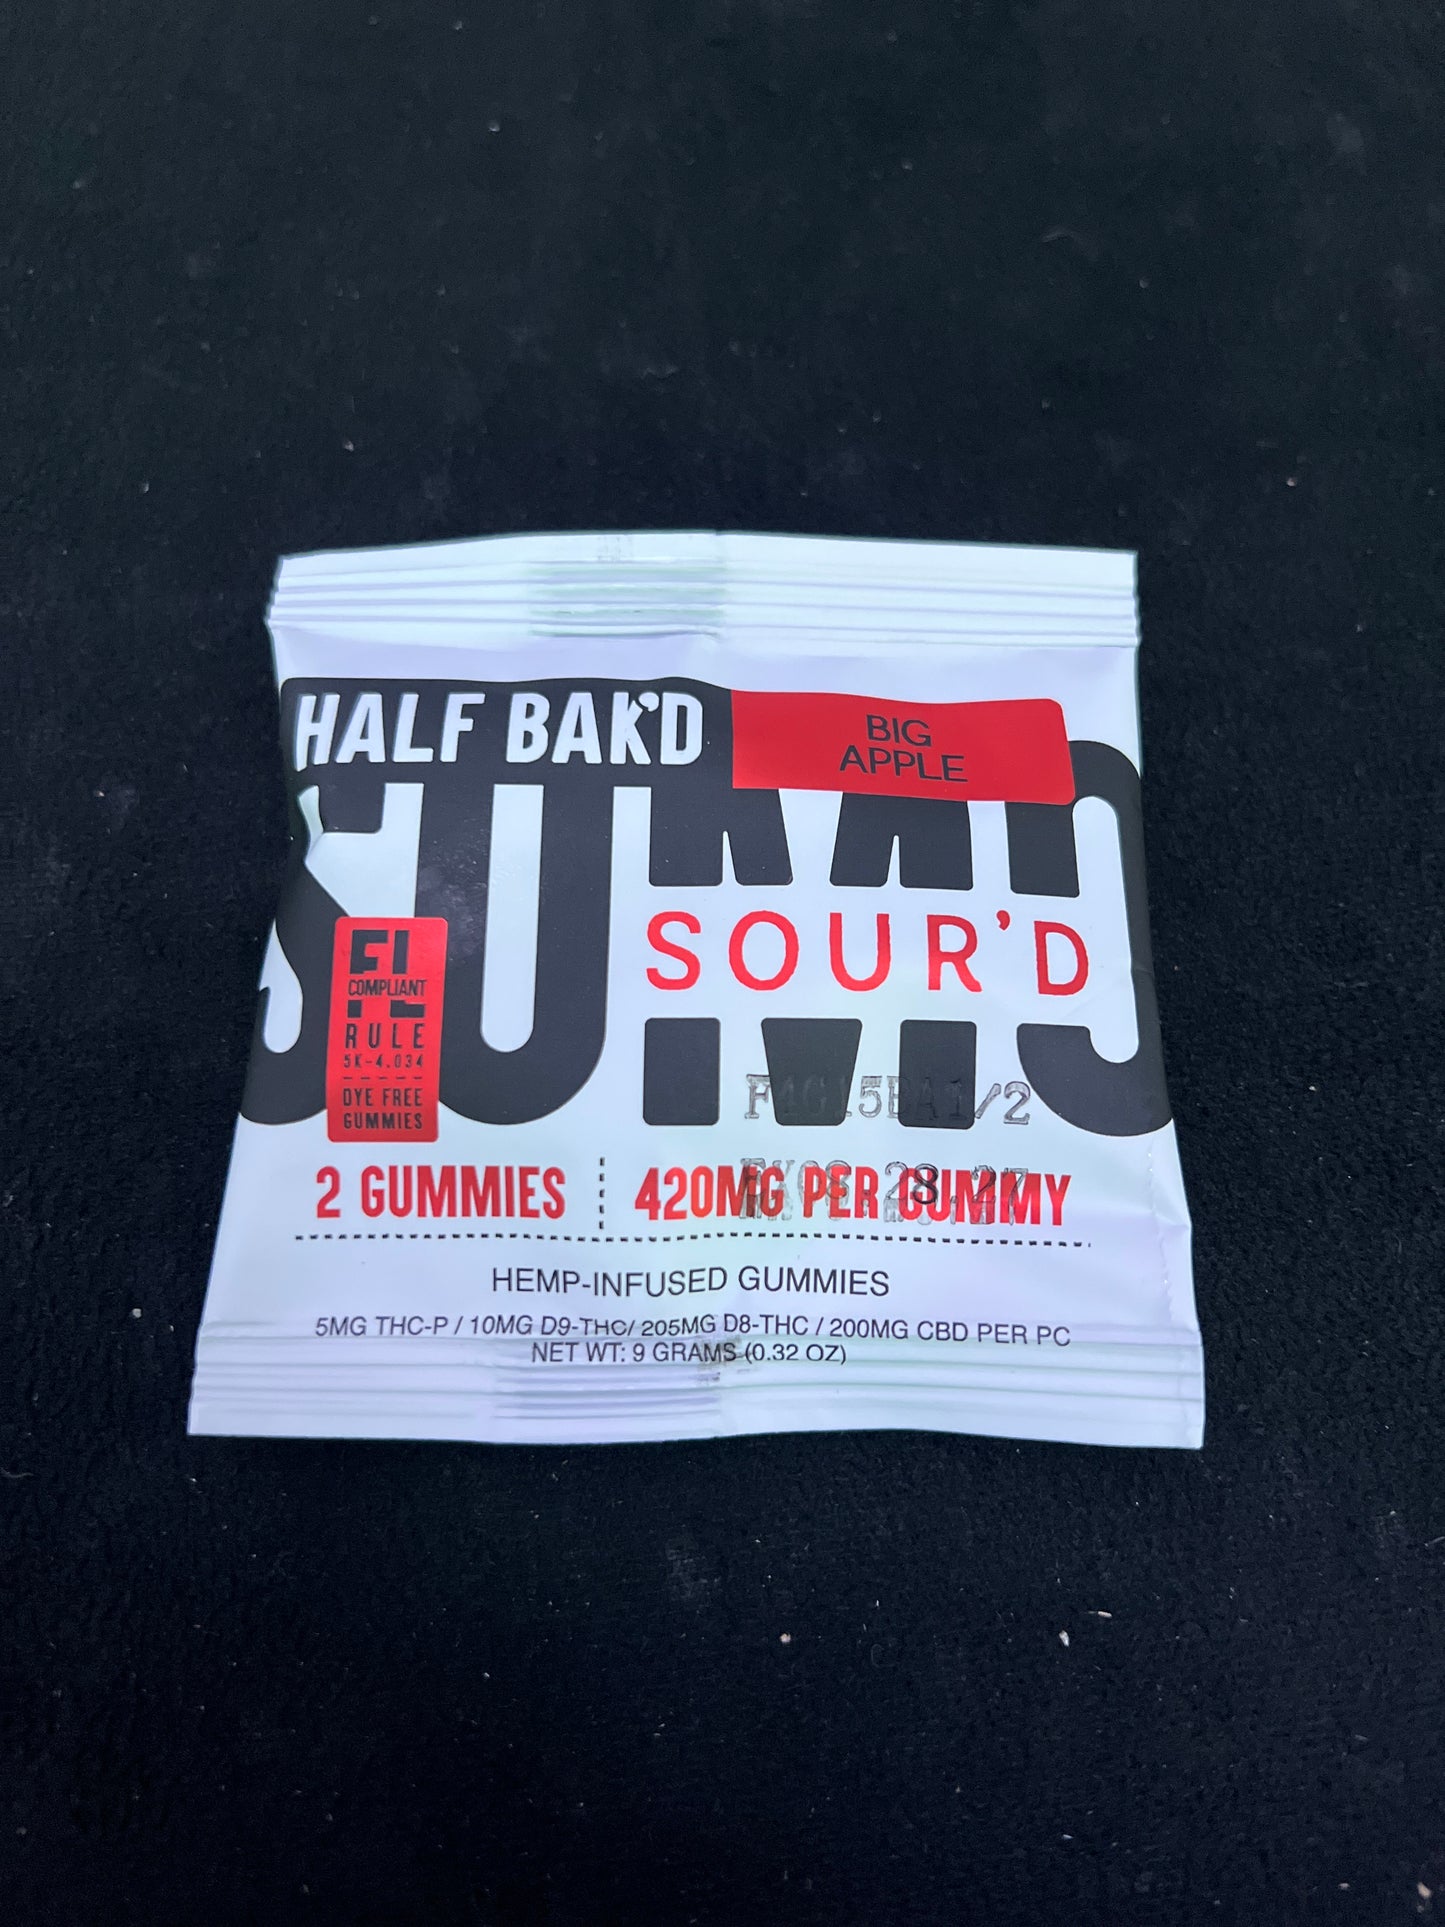 HALF BAK'D
BIG
APPLE
SOUR'D
FL
COMPLIANT
RULE
5K-4.034
DYE FREE
GUMMIES
2 GUMMIES
420MG PER GUMMY
HEMP-INFUSED GUMMIES
5MG THC-P / 10MG D9-THC/ 205MG D8-THC / 200MG CBD PER PC
NET WT: 9 GRAMS (0.32 OZ)